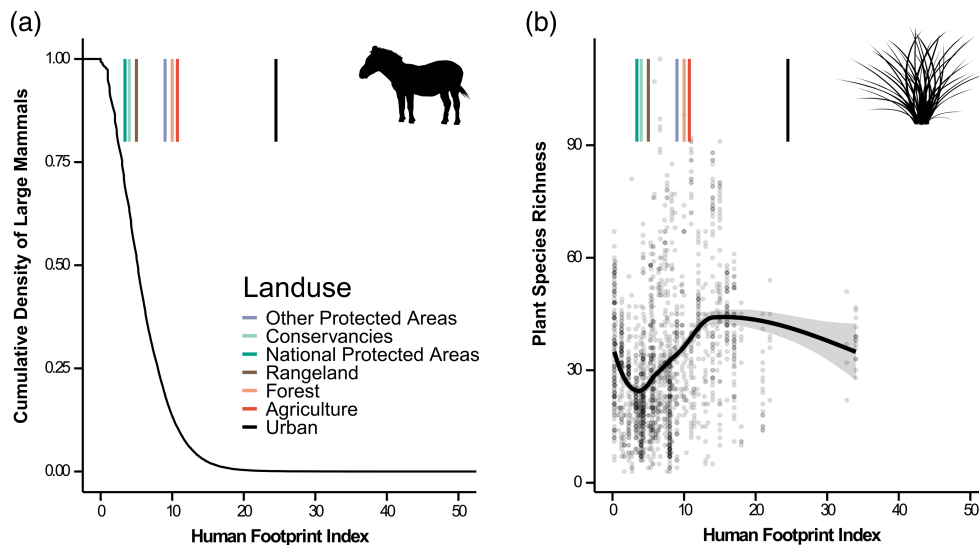 (a)
Cumulative Density of Large Mammals
1.00
0.75
0.50
0.25
0.00
Landuse
Other Protected Areas
Conservancies
National Protected Areas
Rangeland
Forest
Agriculture
Urban
0 10 20 30 40 50
Human Footprint Index
(b)
Plant Species Richness
90
60
30
0
0 10 20 30 40 50
Human Footprint Index